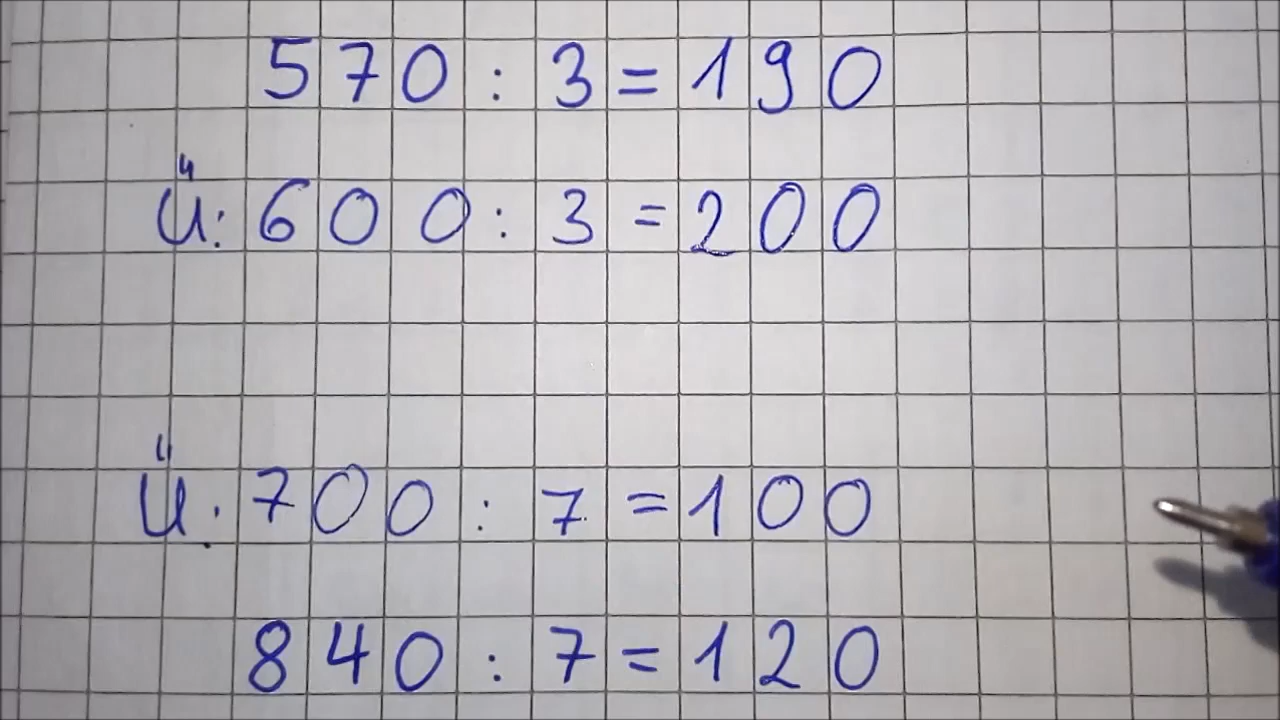 570 : 3 = 190
Ü: 600 : 3 = 200
Ü: 700 : 7 = 100
840 : 7 = 120